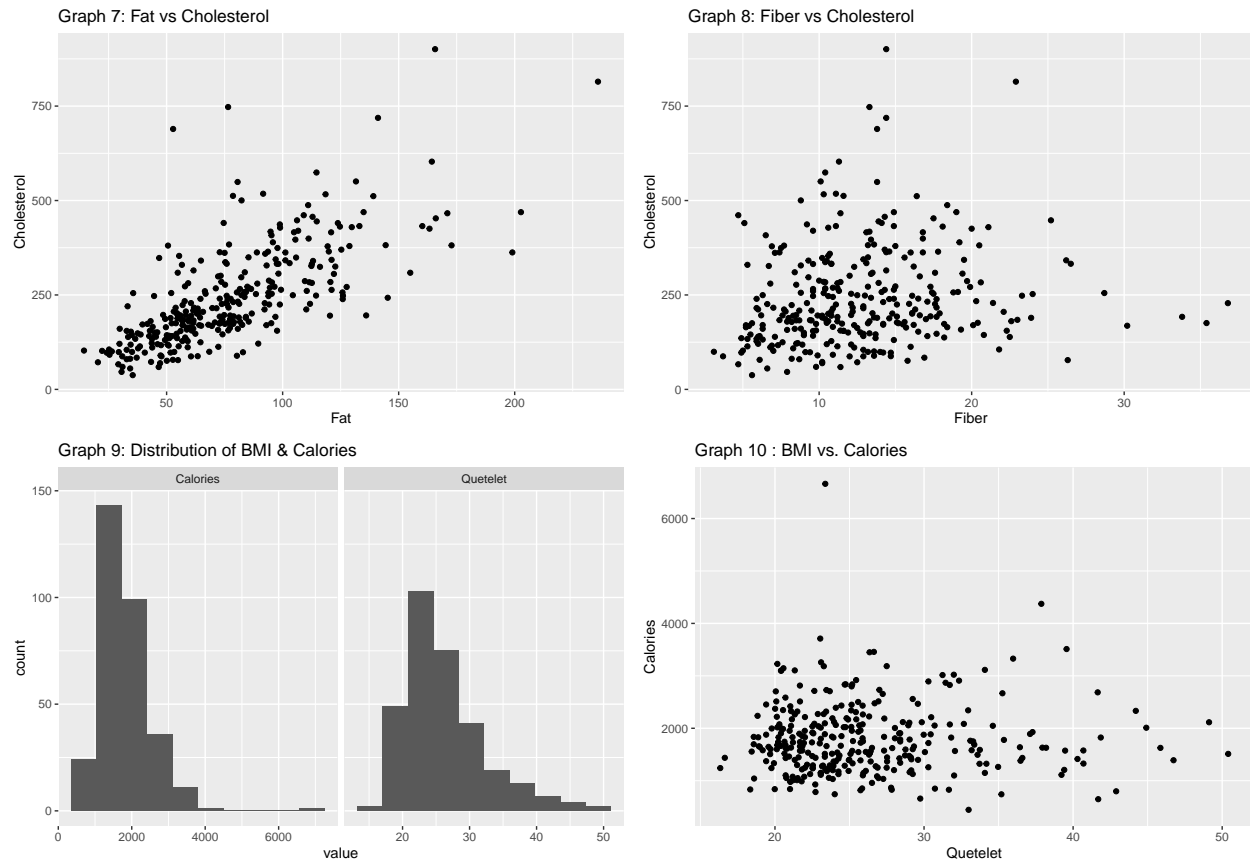 Graph 7: Fat vs Cholesterol
750
500
250
0
Cholesterol
50 100 150 200
Fat
Graph 8: Fiber vs Cholesterol
750
500
250
0
Cholesterol
10 20 30
Fiber
Graph 9: Distribution of BMI & Calories
Calories Quetelet
150
100
50
0
count
0 2000 4000 6000 20 30 40 50
value
Graph 10 : BMI vs. Calories
6000
4000
2000
Calories
20 30 40 50
Quetelet